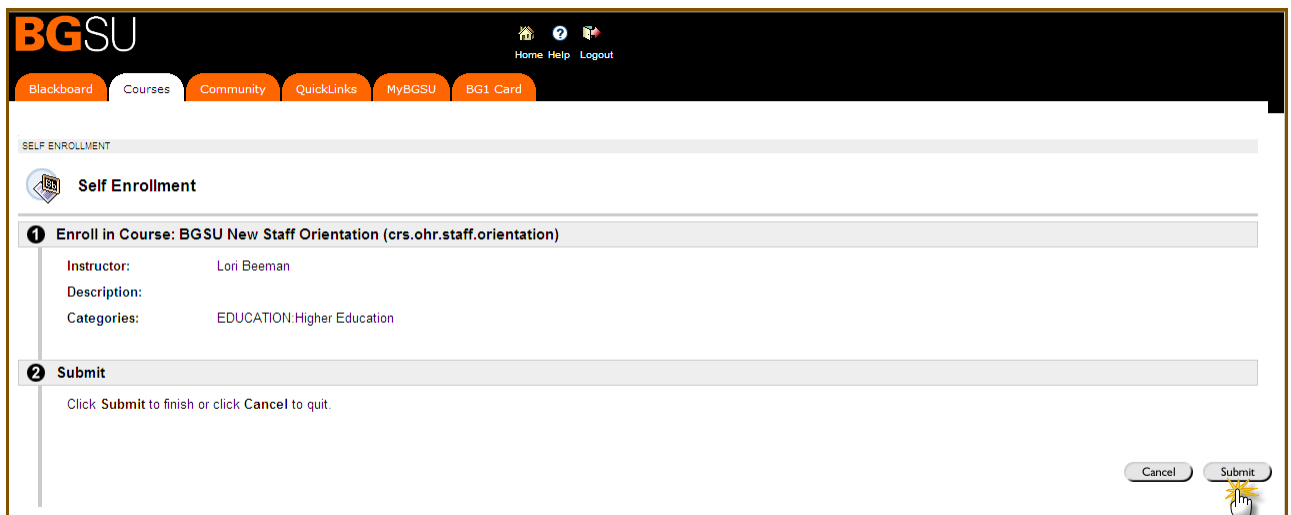 BGSU
Home Help Logout
Blackboard Courses Community QuickLinks MyBGSU BG1 Card
SELF ENROLLMENT
Bb Self Enrollment
1 Enroll in Course: BGSU New Staff Orientation (crs.ohr.staff.orientation)
Instructor: Lori Beeman
Description:
Categories: EDUCATION:Higher Education
2 Submit
Click Submit to finish or click Cancel to quit.
Cancel Submit